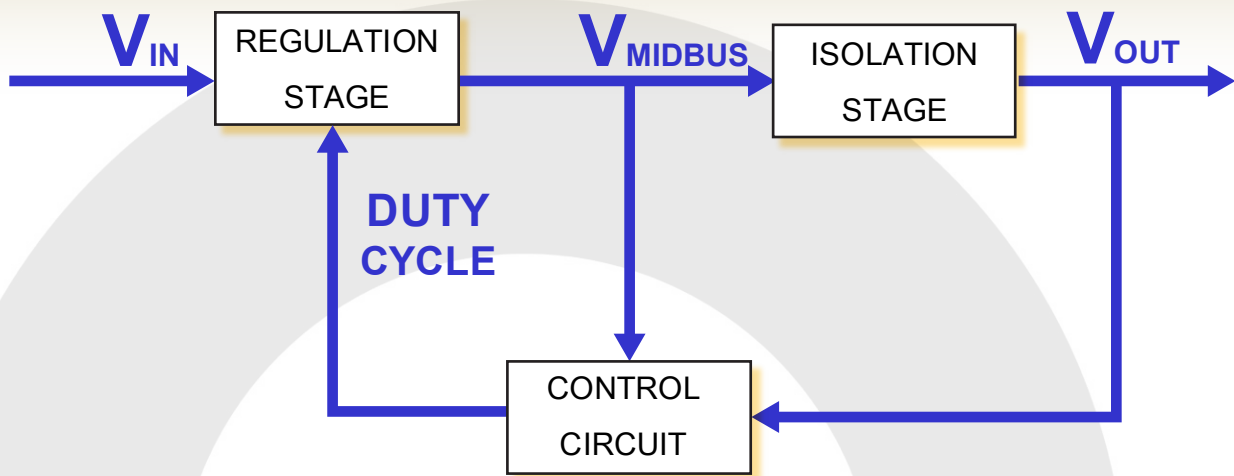 VIN
REGULATION
STAGE
VMIDBUS
ISOLATION
STAGE
VOUT
DUTY
CYCLE
CONTROL
CIRCUIT